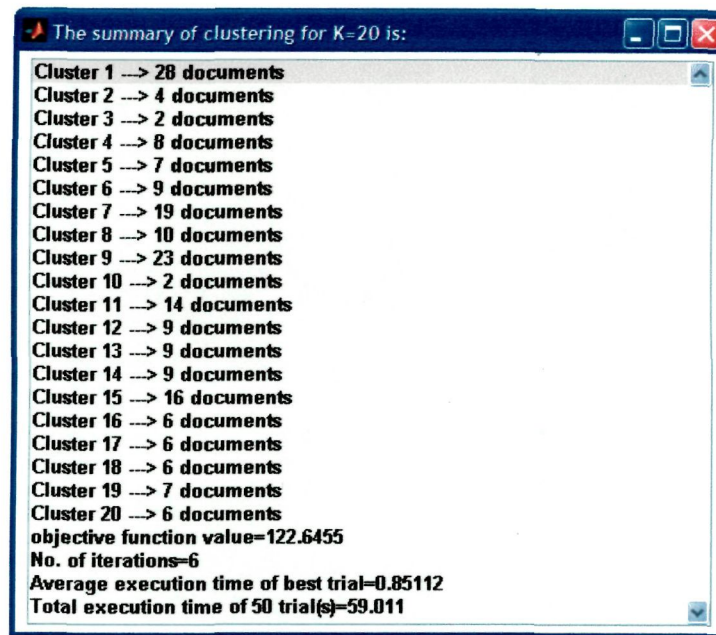 The summary of clustering for K=20 is:
Cluster 1 ---> 28 documents
Cluster 2 ---> 4 documents
Cluster 3 ---> 2 documents
Cluster 4 ---> 8 documents
Cluster 5 ---> 7 documents
Cluster 6 ---> 9 documents
Cluster 7 ---> 19 documents
Cluster 8 ---> 10 documents
Cluster 9 ---> 23 documents
Cluster 10 ---> 2 documents
Cluster 11 ---> 14 documents
Cluster 12 ---> 9 documents
Cluster 13 ---> 9 documents
Cluster 14 ---> 9 documents
Cluster 15 ---> 16 documents
Cluster 16 ---> 6 documents
Cluster 17 ---> 6 documents
Cluster 18 ---> 6 documents
Cluster 19 ---> 7 documents
Cluster 20 ---> 6 documents
objective function value=122.6455
No. of iterations=6
Average execution time of best trial=0.85112
Total execution time of 50 trial(s)=59.011